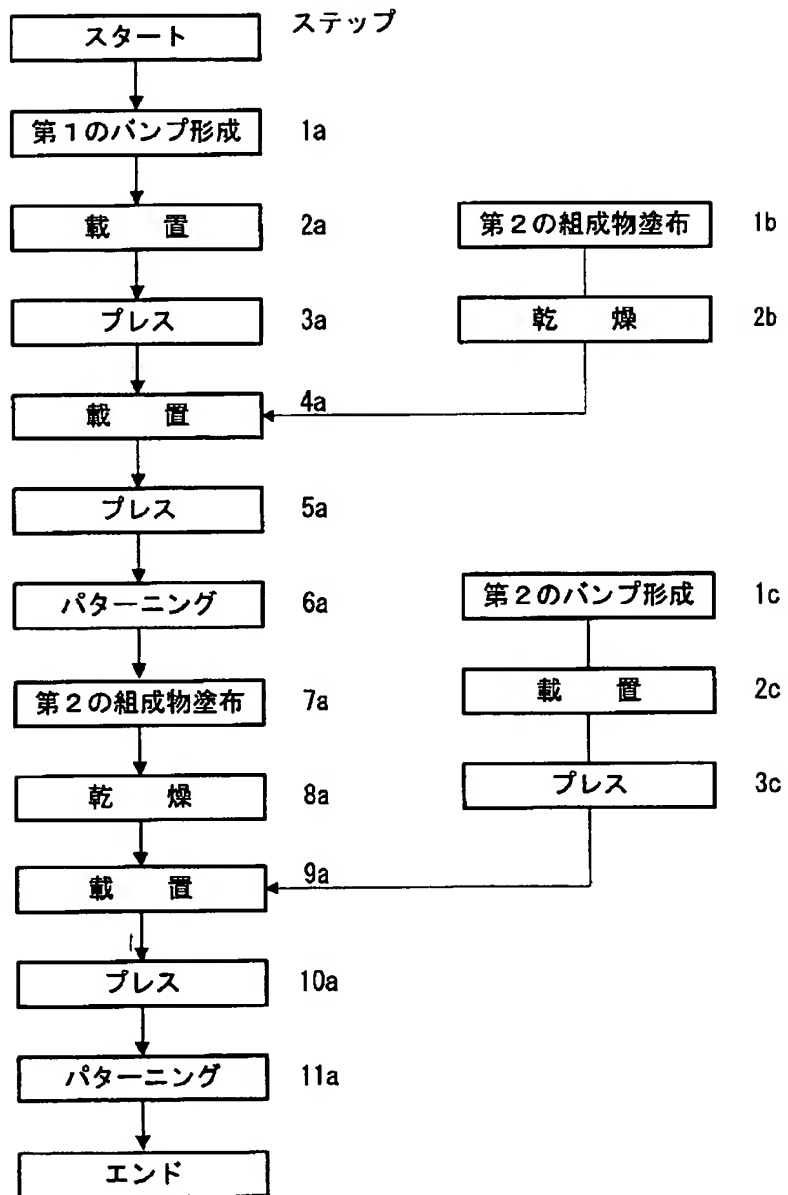 スタート ステップ
第1のバンプ形成 1a
載 置 2a
第2の組成物塗布 1b
プレス 3a
乾 燥 2b
載 置 4a
プレス 5a
パターニング 6a
第2のバンプ形成 1c
第2の組成物塗布 7a
載 置 2c
乾 燥 8a
プレス 3c
載 置 9a
プレス 10a
パターニング 11a
エンド